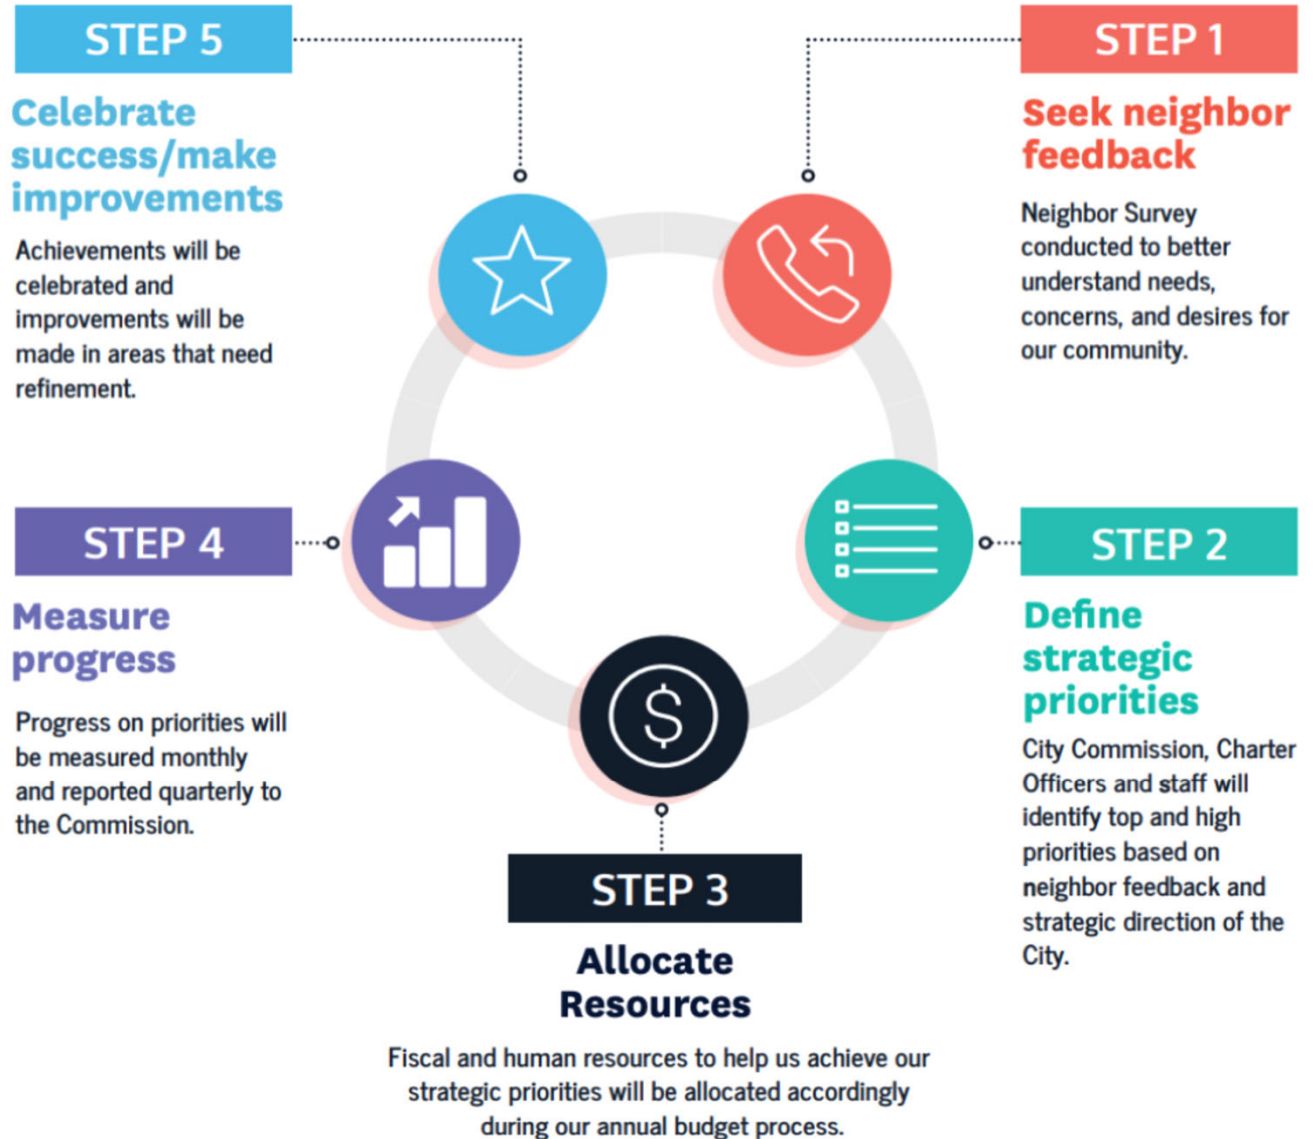 STEP 1
Seek neighbor
feedback
Neighbor Survey
conducted to better
understand needs,
concerns, and desires for
our community.
STEP 2
Define
strategic
priorities
City Commission, Charter
Officers and staff will
identify top and high
priorities based on
neighbor feedback and
strategic direction of the
City.
$
STEP 3
Allocate
Resources
Fiscal and human resources to help us achieve our
strategic priorities will be allocated accordingly
during our annual budget process.
STEP 4
Measure
progress
Progress on priorities will
be measured monthly
and reported quarterly to
the Commission.
STEP 5
Celebrate
success/make
improvements
Achievements will be
celebrated and
improvements will be
made in areas that need
refinement.